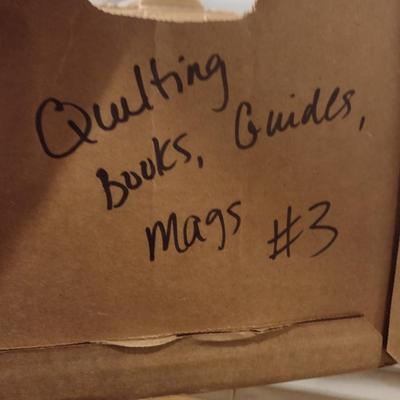 Quilting
Books, Guides,
Mags #3